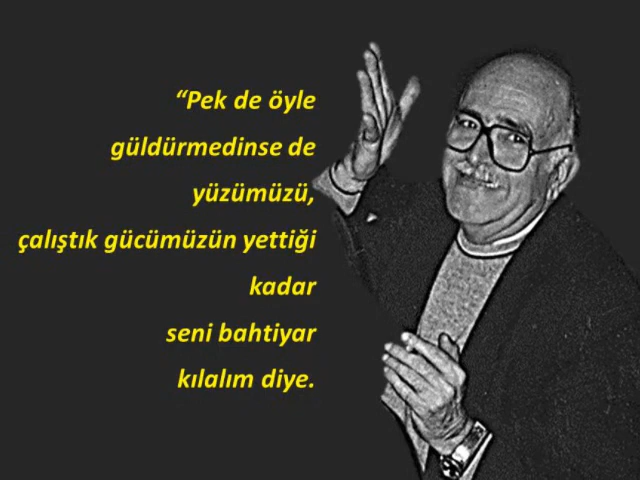 “Pek de öyle
güldürmedinse de
yüzümüzü,
çalıştık gücümüzün yettiği
kadar
seni bahtiyar
kılalım diye.